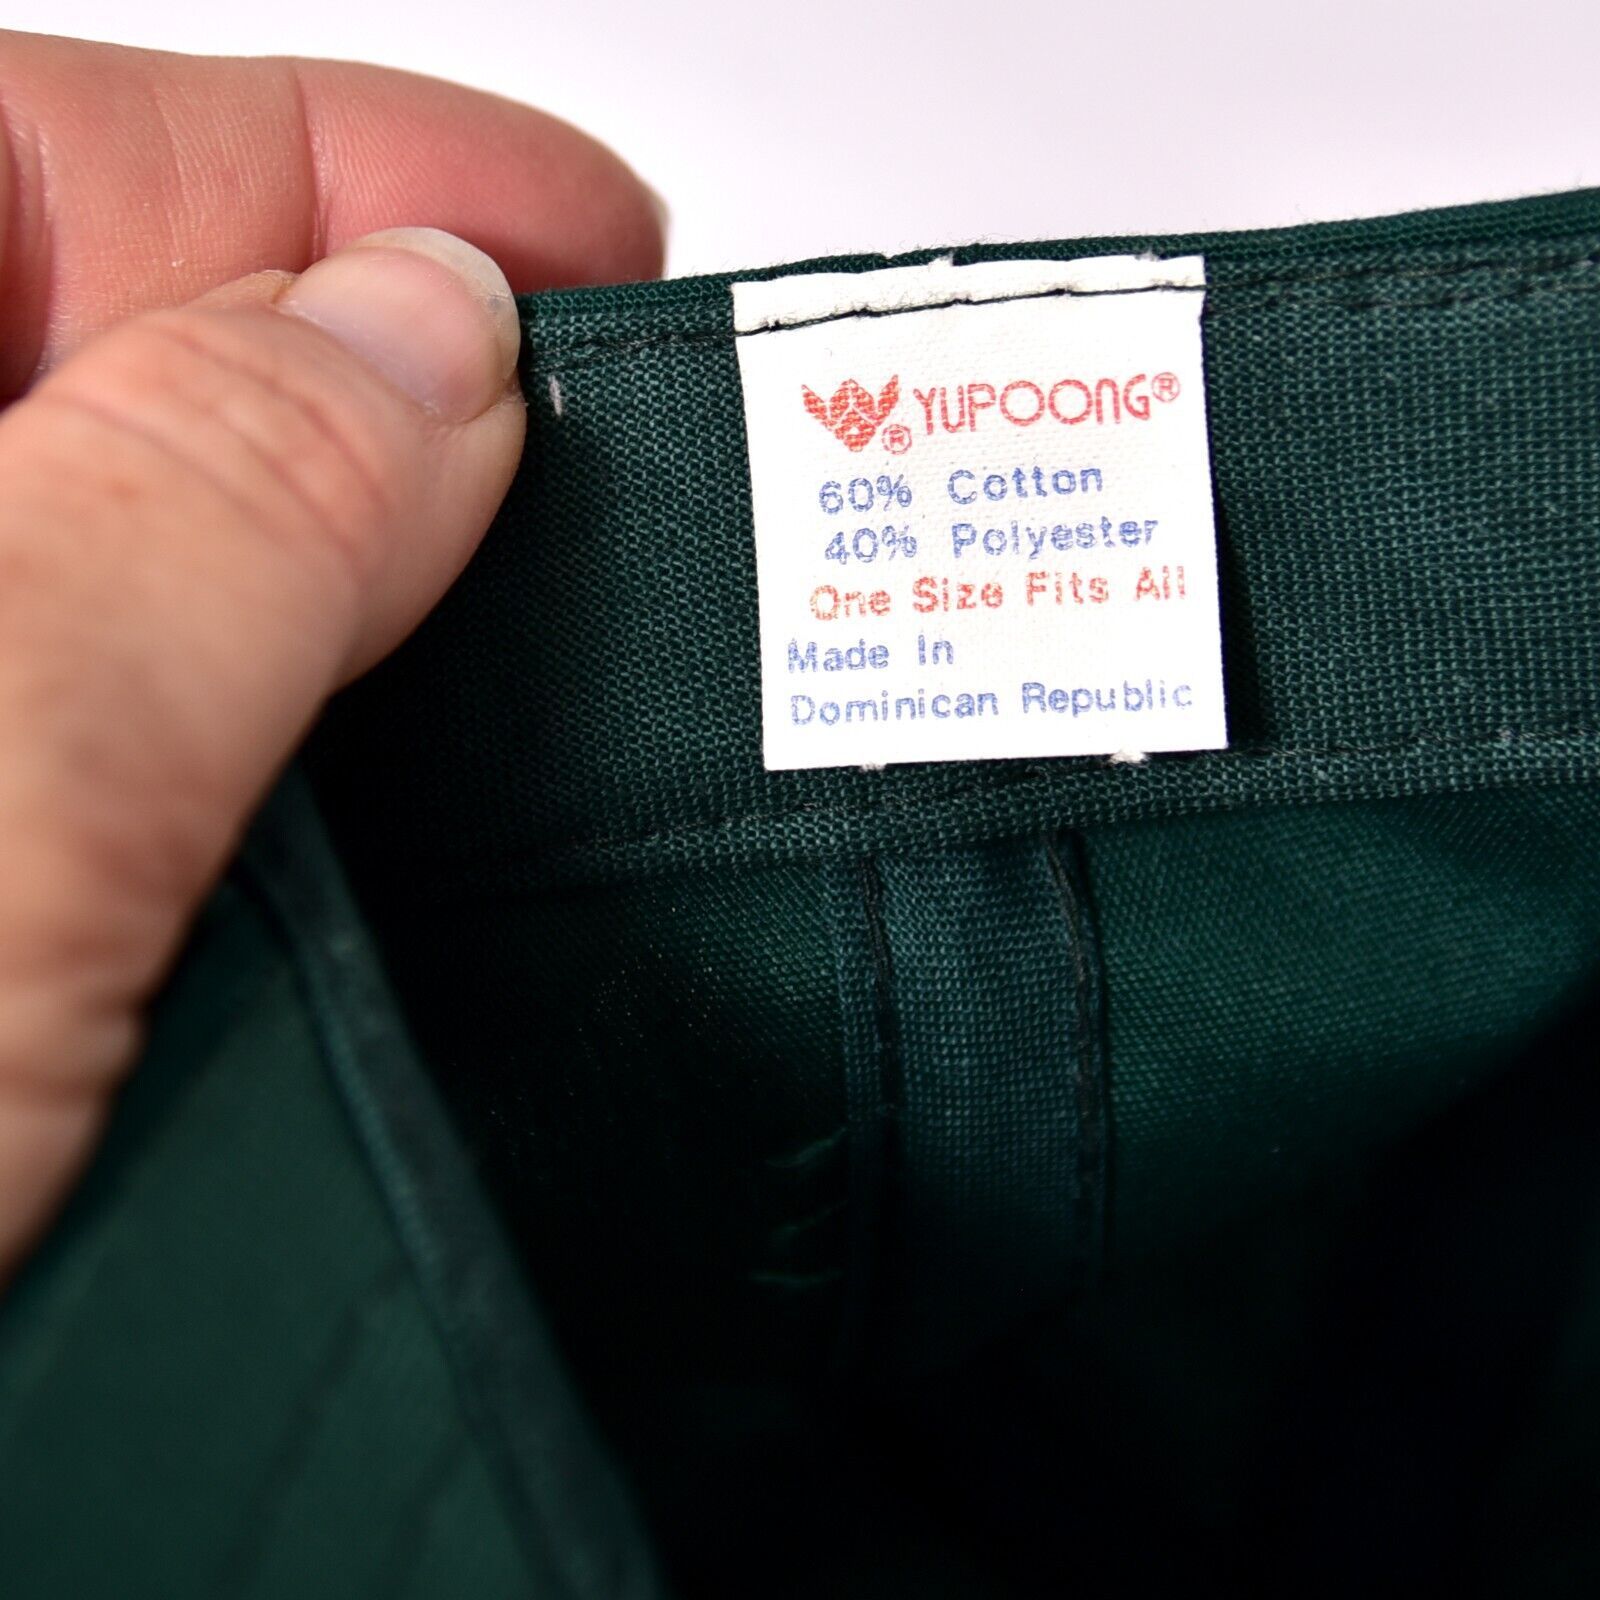 ® YUPOONG®
60% Cotton
40% Polyester
One Size Fits All
Made In
Dominican Republic